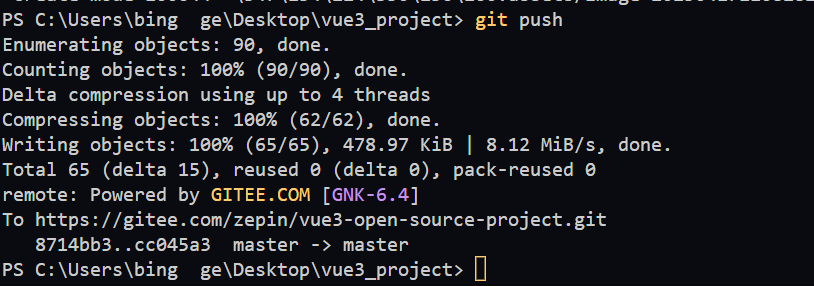 PS C:\Users\bing  ge\Desktop\vue3_project> git push
Enumerating objects: 90, done.
Counting objects: 100% (90/90), done.
Delta compression using up to 4 threads
Compressing objects: 100% (62/62), done.
Writing objects: 100% (65/65), 478.97 KiB | 8.12 MiB/s, done.
Total 65 (delta 15), reused 0 (delta 0), pack-reused 0
remote: Powered by GITEE.COM [GNK-6.4]
To https://gitee.com/zepin/vue3-open-source-project.git
   8714bb3..cc045a3  master -> master
PS C:\Users\bing  ge\Desktop\vue3_project>